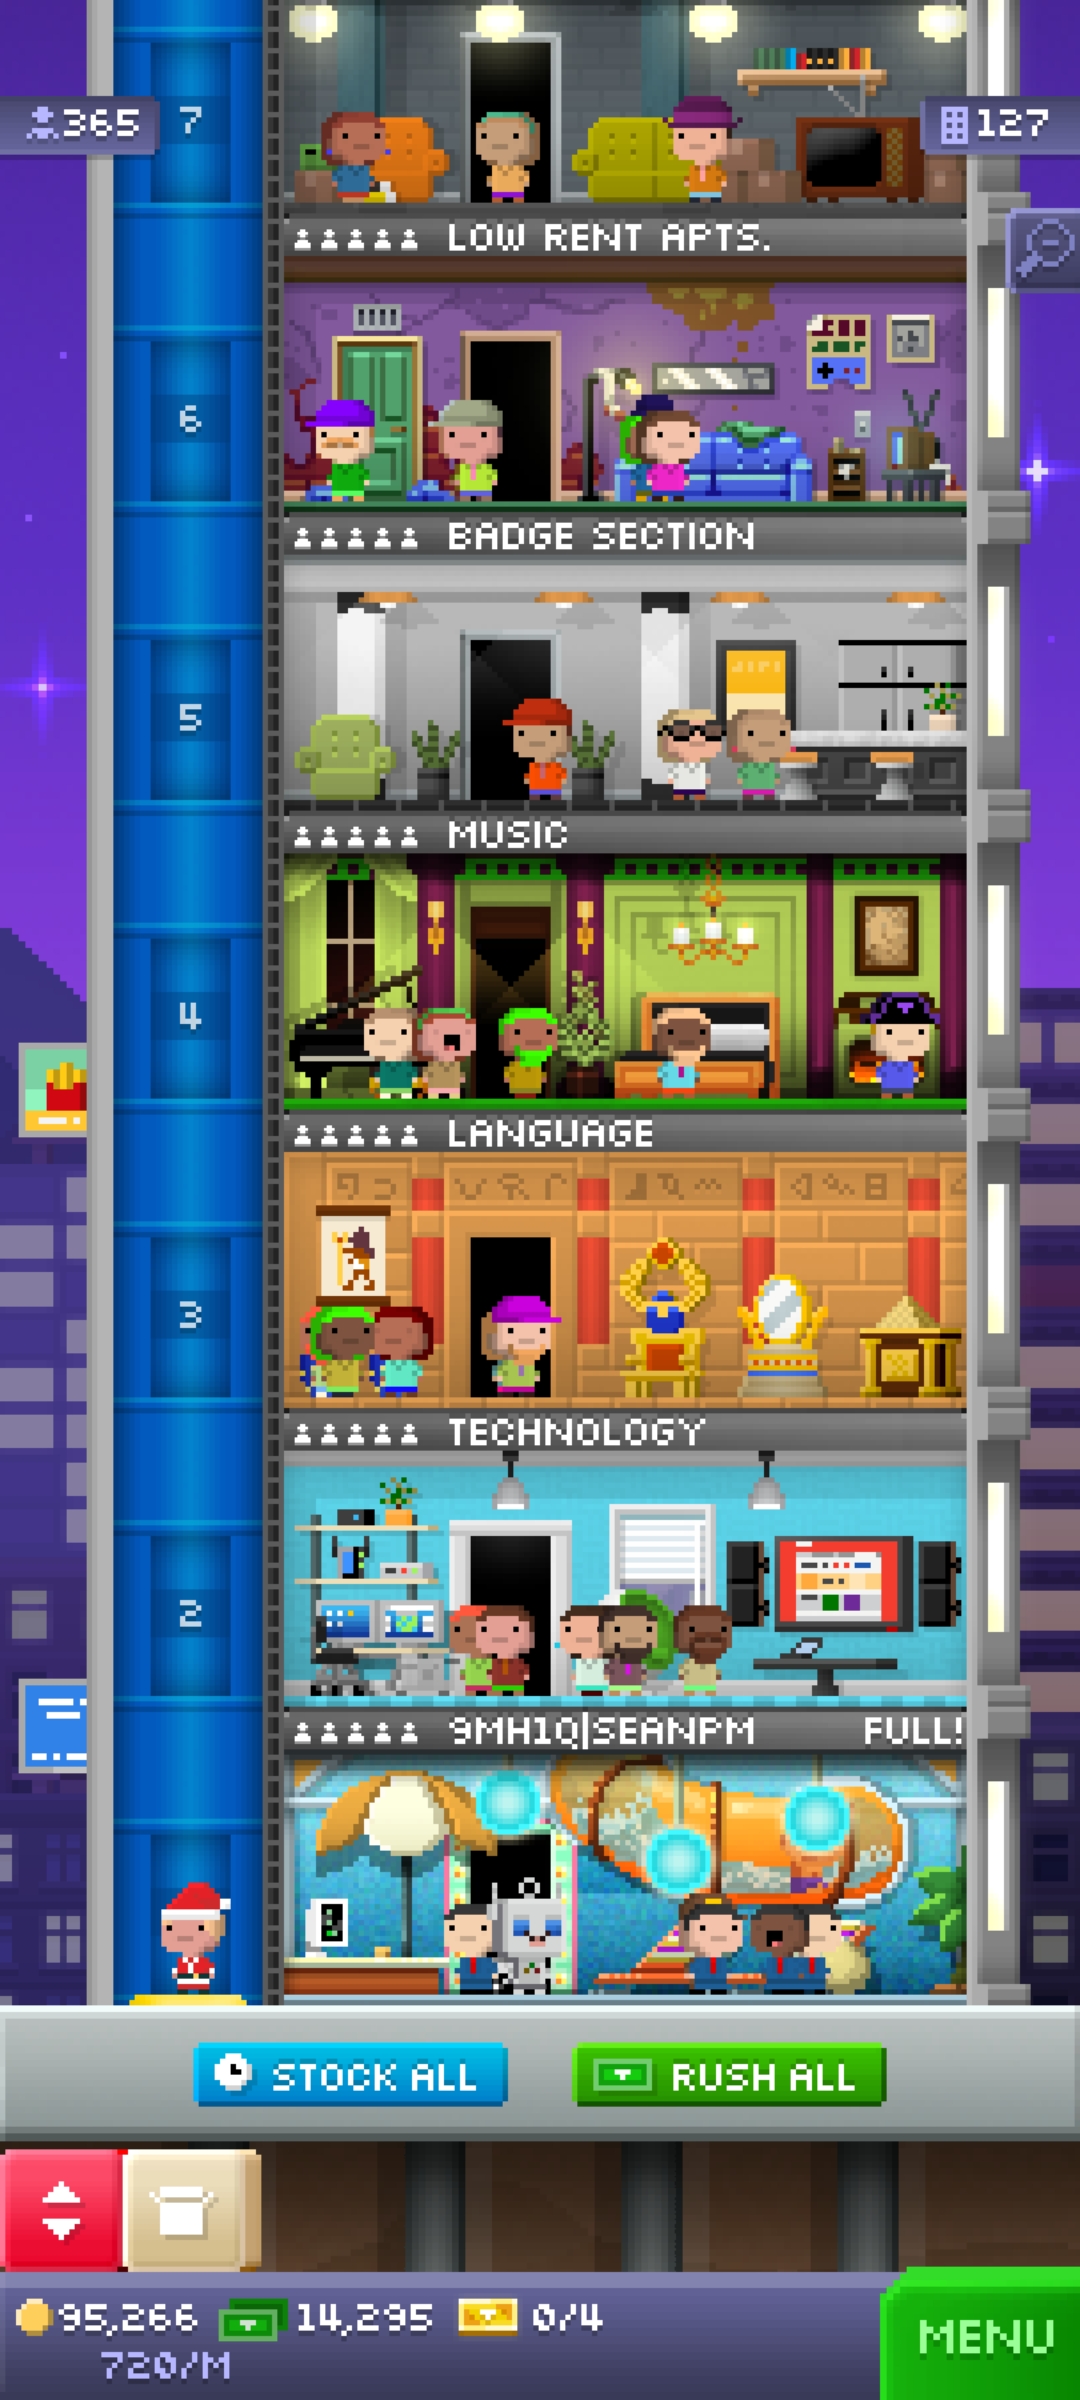 365
7
127
LOW RENT APTS.
6
BADGE SECTION
5
MUSIC
4
LANGUAGE
3
TECHNOLOGY
2
9MH1Q|SEANPM FULL!
STOCK ALL
RUSH ALL
95,266 14,295 0/4
720/M
MENU